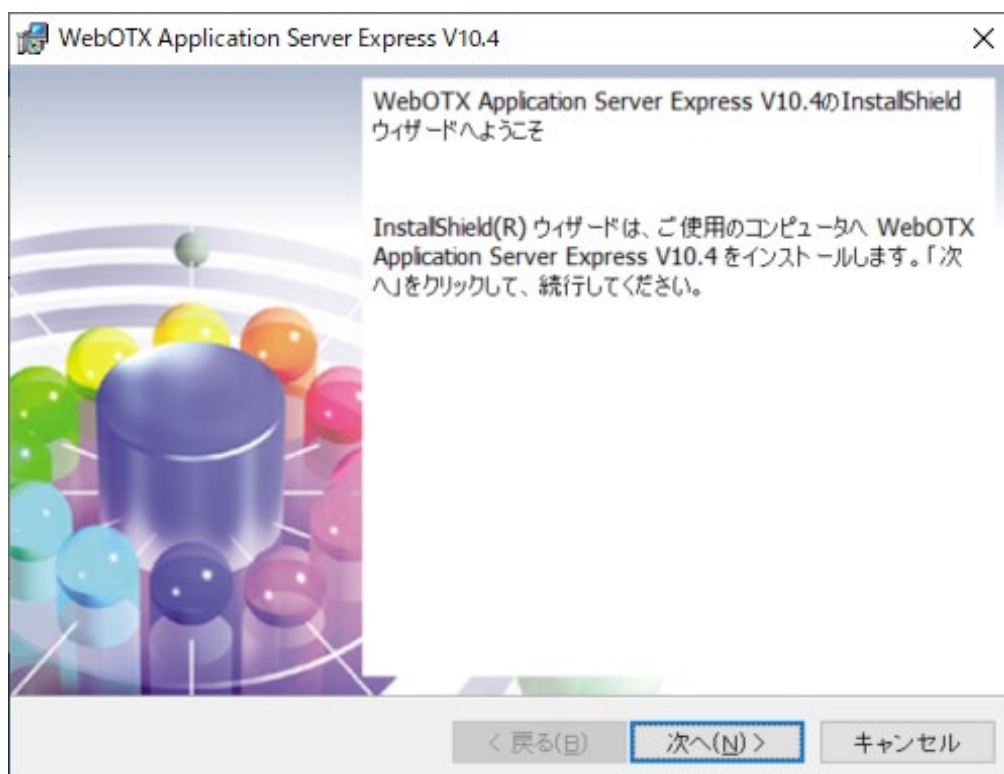 WebOTX Application Server Express V10.4
WebOTX Application Server Express V10.4のInstallShield
ウィザードへようこそ
InstallShield(R) ウィザードは、ご使用のコンピュータへ WebOTX
Application Server Express V10.4 をインストールします。「次
へ」をクリックして、続行してください。
< 戻る(B)
次へ(N) >
キャンセル